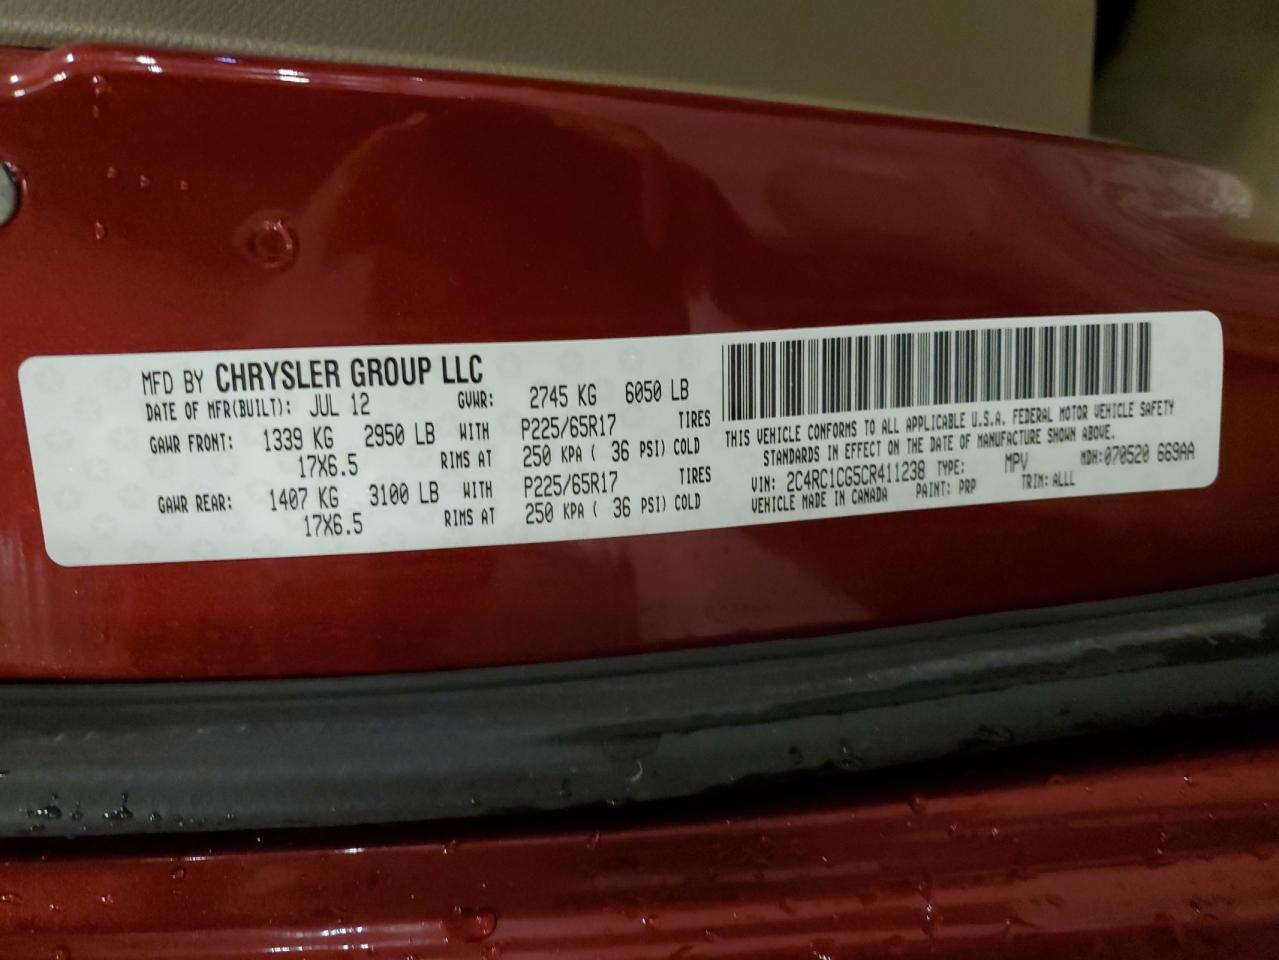 MFD BY CHRYSLER GROUP LLC
DATE OF MFR(BUILT): JUL 12 GVWR: 2745 KG 6050 LB
GAWR FRONT: 1339 KG 2950 LB WITH P225/65R17 TIRES
17X6.5 RIMS AT 250 KPA ( 36 PSI) COLD
GAWR REAR: 1407 KG 3100 LB WITH P225/65R17
17X6.5 RIMS AT 250 KPA ( 36 PSI) COLD
THIS VEHICLE CONFORMS TO ALL APPLICABLE U.S.A. FEDERAL MOTOR VEHICLE SAFETY
STANDARDS IN EFFECT ON THE DATE OF MANUFACTURE SHOWN ABOVE.
VIN: 2C4RC1CG5CR411238 TYPE: MPV MDH:070520 669AA
VEHICLE MADE IN CANADA PAINT: PRP TRIM: ALLL